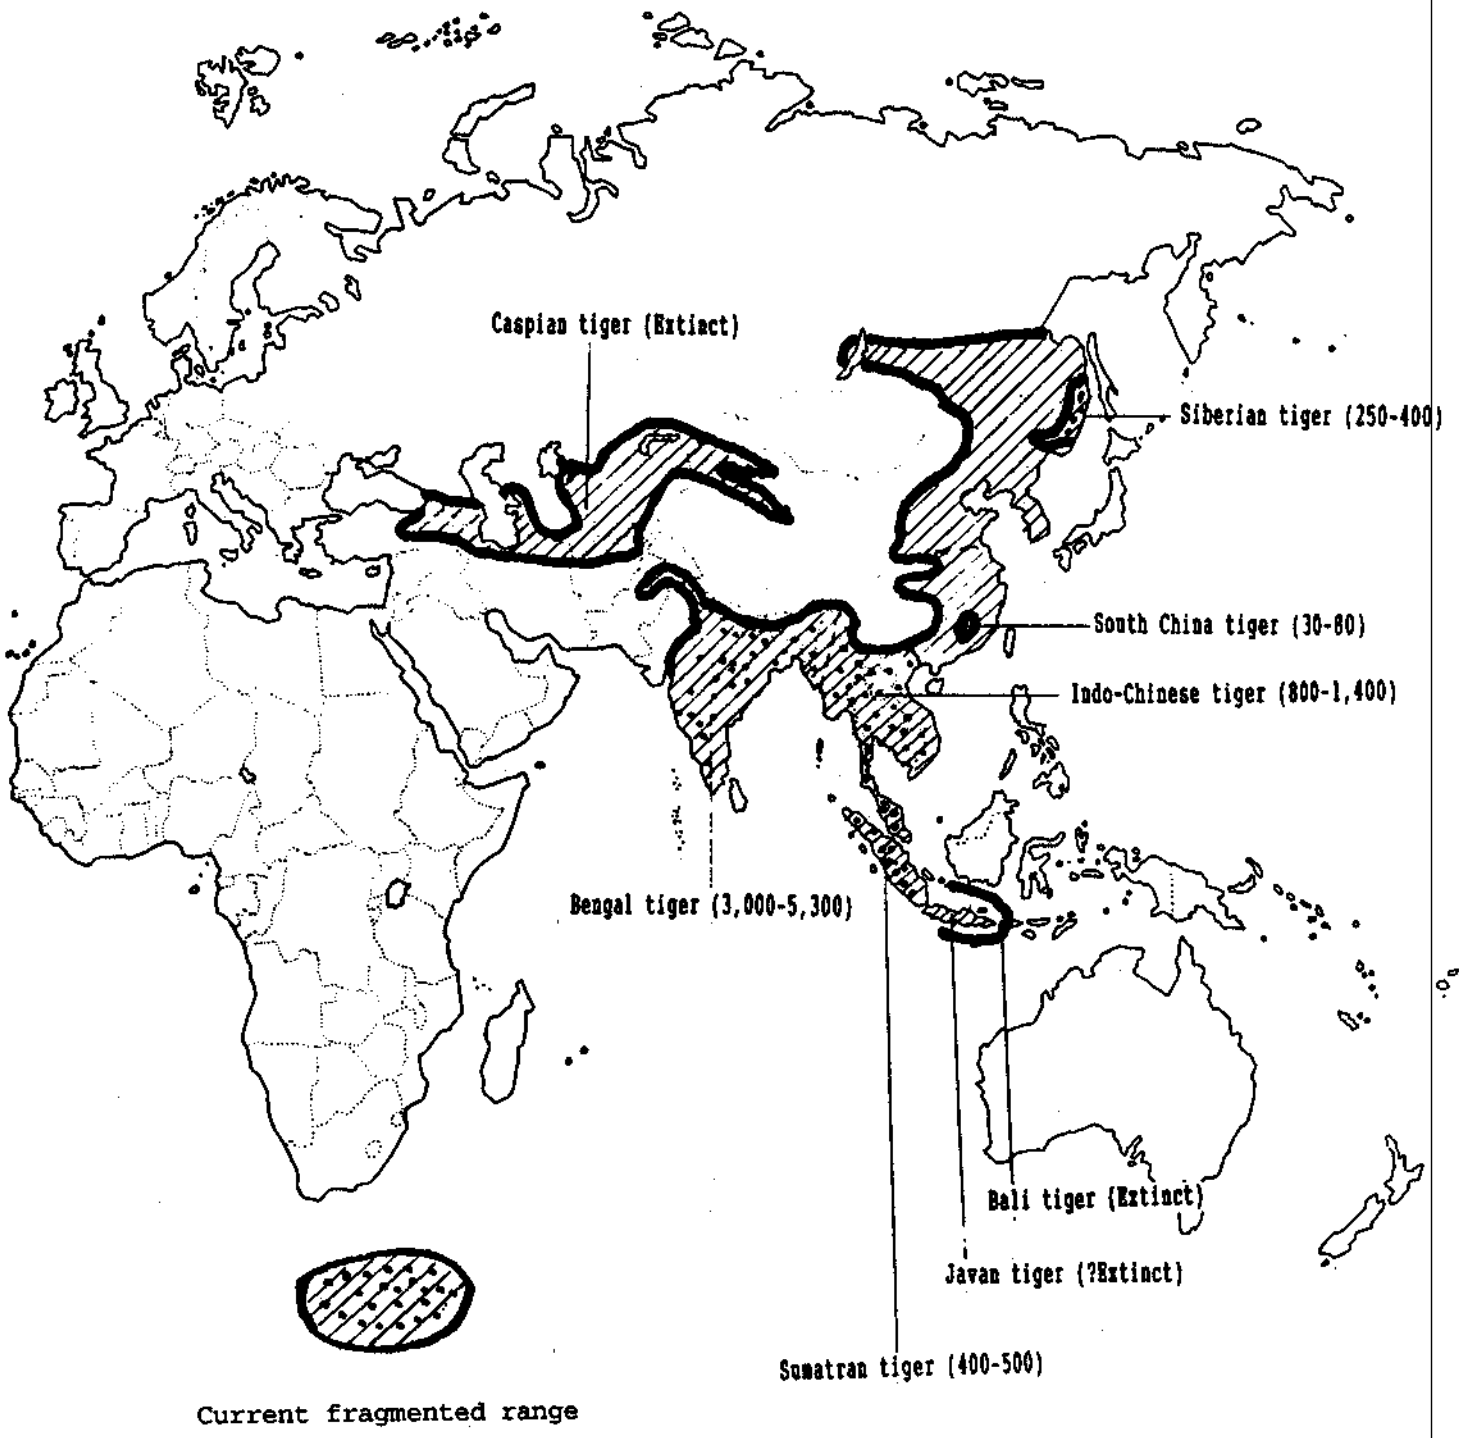 Caspian tiger (Extinct)
Siberian tiger (250-400)
South China tiger (30-80)
Indo-Chinese tiger (800-1,400)
Bengal tiger (3,000-5,300)
Bali tiger (Extinct)
Javan tiger (?Extinct)
Sumatran tiger (400-500)
Current fragmented range